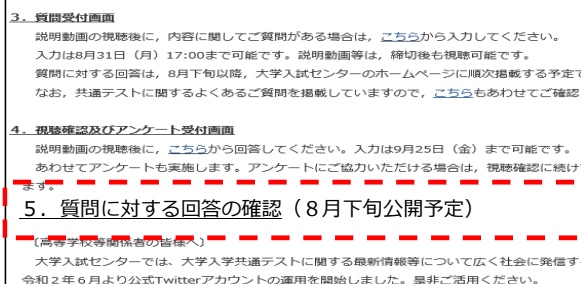 3．質問受付画面
説明動画の視聴後に，内容に関してご質問がある場合は，こちらから入力してください。
入力は8月31日（月）17:00まで可能です。説明動画等は，締切後も視聴可能です。
質問に対する回答は，8月下旬以降，大学入試センターのホームページに順次掲載する予定で
なお，共通テストに関するよくあるご質問を掲載していますので，こちらもあわせてご確認
4．視聴確認及びアンケート受付画面
説明動画の視聴後に，こちらから回答してください。入力は9月25日（金）まで可能です。
あわせてアンケートも実施します。アンケートにご協力いただける場合は，視聴確認に続け
ます。
５．質問に対する回答の確認（８月下旬公開予定）
〔高等学校等関係者の皆様へ〕
大学入試センターでは、大学入学共通テストに関する最新情報等について広く社会に発信す
令和２年６月より公式Twitterアカウントの運用を開始しました。是非ご活用ください。